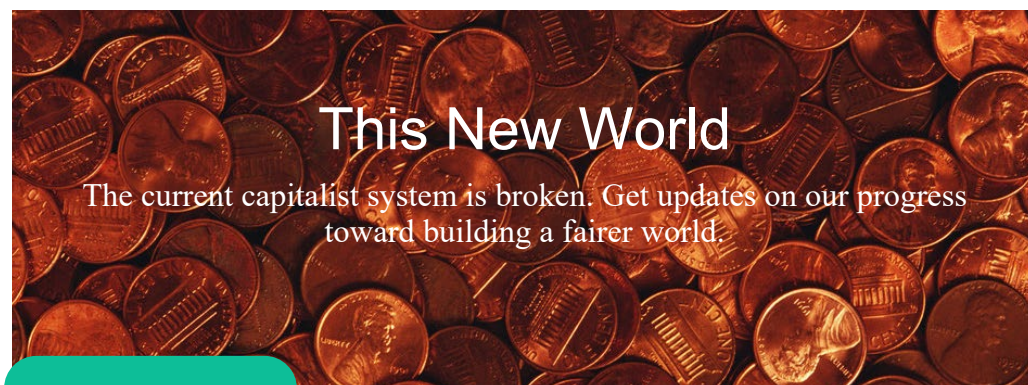 This New World
The current capitalist system is broken. Get updates on our progress
toward building a fairer world.